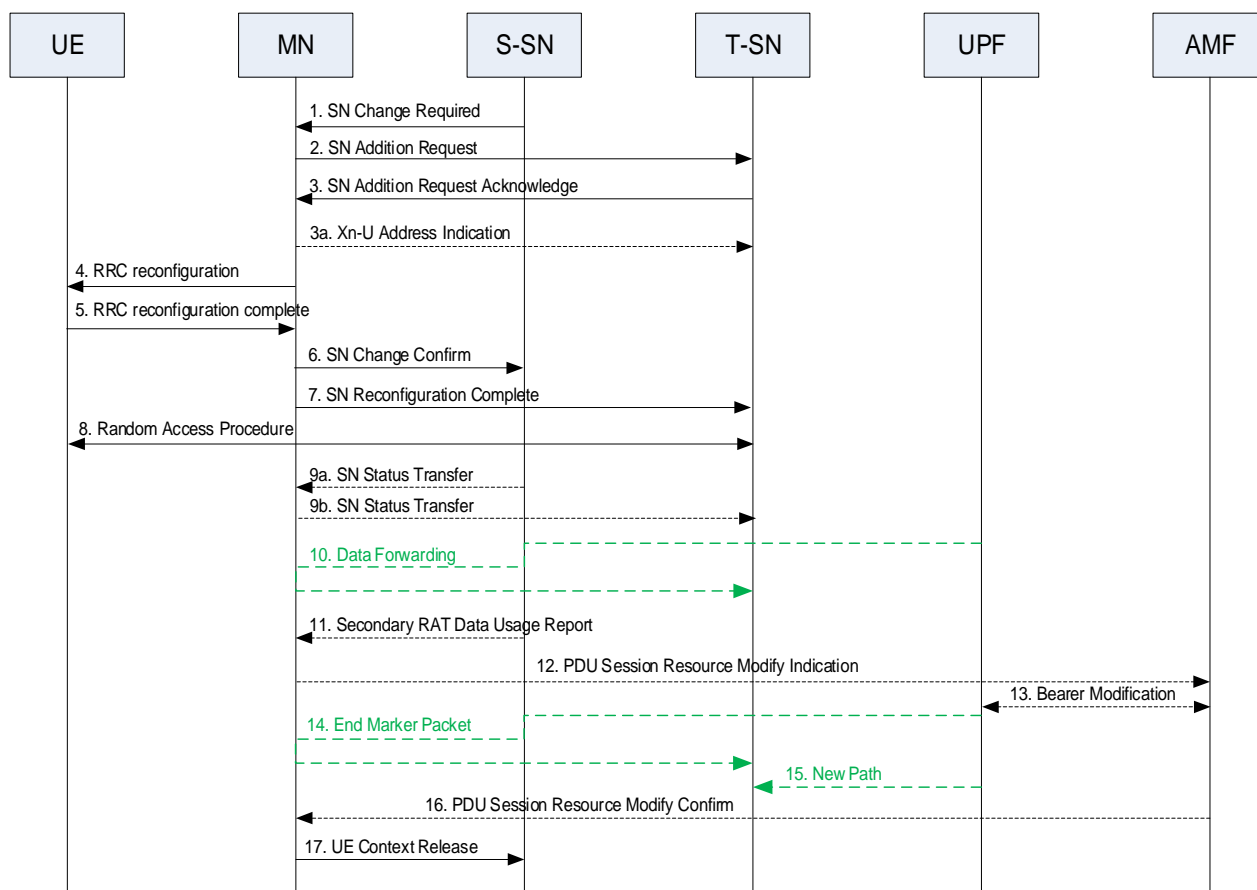 UE
MN
S-SN
T-SN
UPF
AMF
1. SN Change Required
2. SN Addition Request
3. SN Addition Request Acknowledge
3a. Xn-U Address Indication
4. RRC reconfiguration
5. RRC reconfiguration complete
6. SN Change Confirm
7. SN Reconfiguration Complete
8. Random Access Procedure
9a. SN Status Transfer
9b. SN Status Transfer
10. Data Forwarding
11. Secondary RAT Data Usage Report
12. PDU Session Resource Modify Indication
13. Bearer Modification
14. End Marker Packet
15. New Path
16. PDU Session Resource Modify Confirm
17. UE Context Release